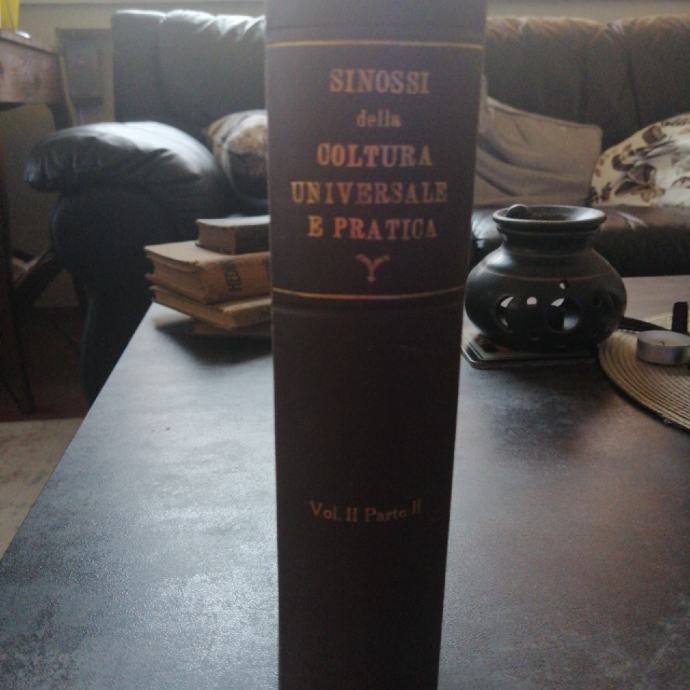 SINOSSI
della
COLTURA
UNIVERSALE
E PRATICA
Vol. II Parte II